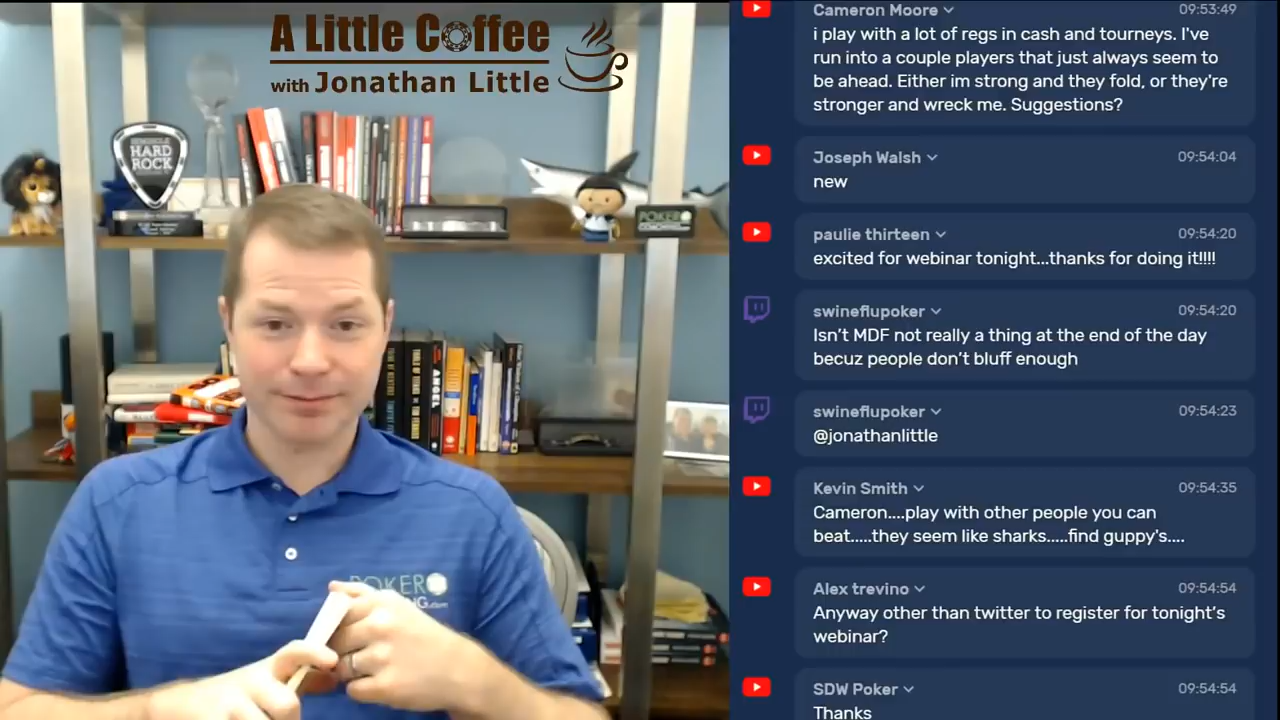 A Little Coffee
with Jonathan Little
HARD
ROCK
POKER
ANGEL
POKER
Cameron Moore
09:53:49
i play with a lot of regs in cash and tourneys. I've
run into a couple players that just always seem to
be ahead. Either im strong and they fold, or they're
stronger and wreck me. Suggestions?
Joseph Walsh
09:54:04
new
paulie thirteen
09:54:20
excited for webinar tonight...thanks for doing it!!!!
swineflupoker
09:54:20
Isn't MDF not really a thing at the end of the day
becuz people don't bluff enough
swineflupoker
09:54:23
@jonathanlittle
Kevin Smith
09:54:35
Cameron....play with other people you can
beat.....they seem like sharks.....find guppy's....
Alex trevino
09:54:54
Anyway other than twitter to register for tonight's
webinar?
SDW Poker
09:54:54
Thanks